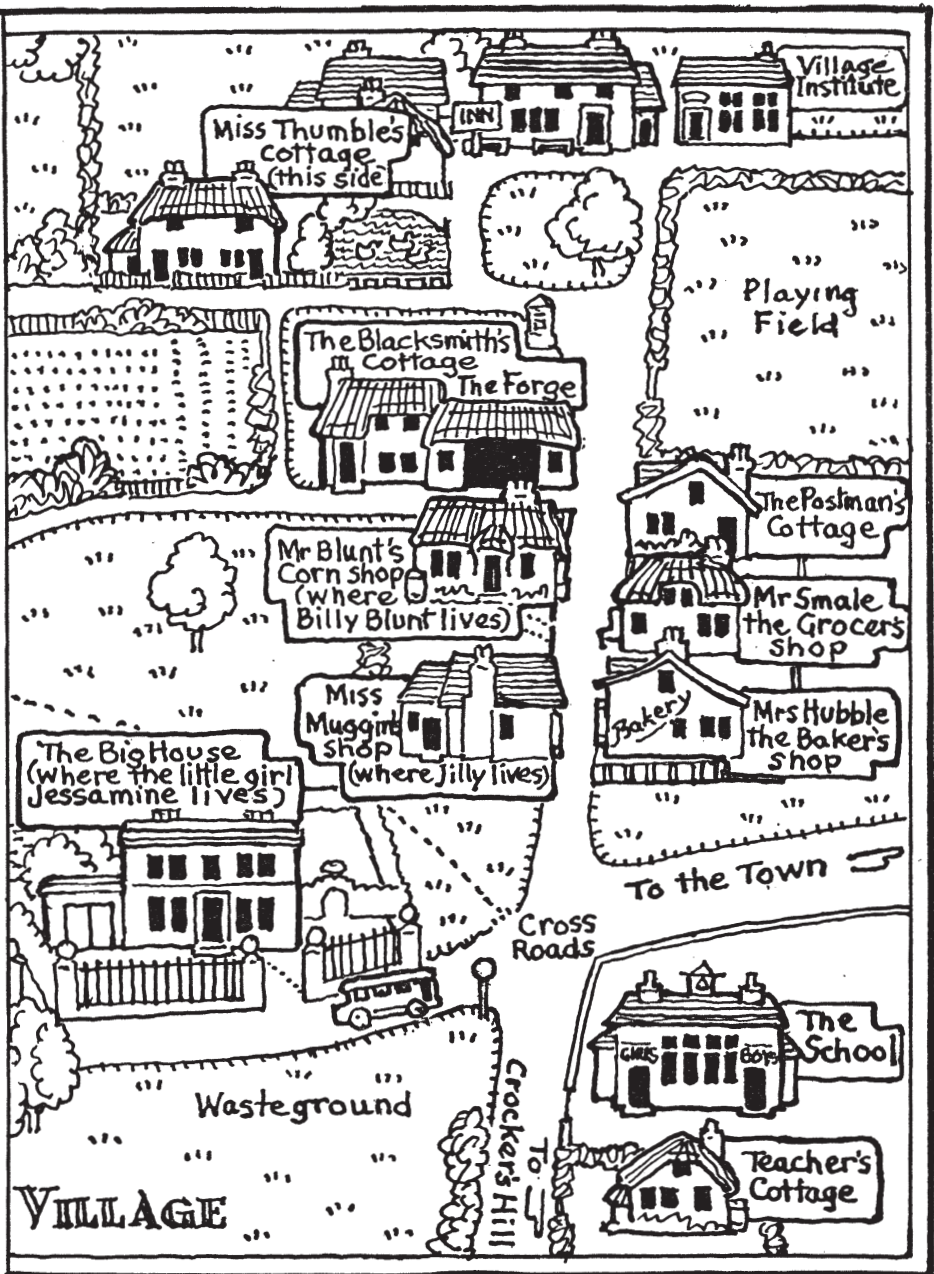 Village
Institute
INN
Miss Thumble's
Cottage
(this side)
Playing
Field
The Blacksmith's
Cottage
The Forge
The Postman's
Cottage
Mr Blunt's
Corn shop
(where
Billy Blunt lives)
Mr Smale
the Grocer's
shop
Miss
Muggins
shop
(where Jilly lives)
Bakery
Mrs Hubble
the Baker's
shop
The Big House
(where the little girl
Jessamine lives)
To the Town
Cross
Roads
The
School
GIRLS
BOYS
Wasteground
To
Crocker's Hill
Teacher's
Cottage
VILLAGE